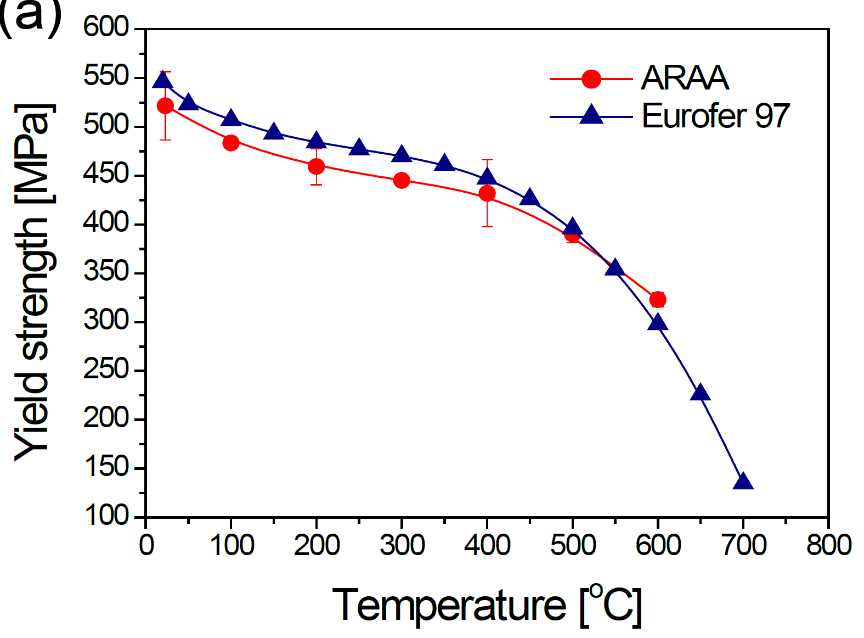 (a)
600
550
500
450
400
350
300
250
200
150
100
Yield strength [MPa]
ARAA
Eurofer 97
0 100 200 300 400 500 600 700 800
Temperature [°C]